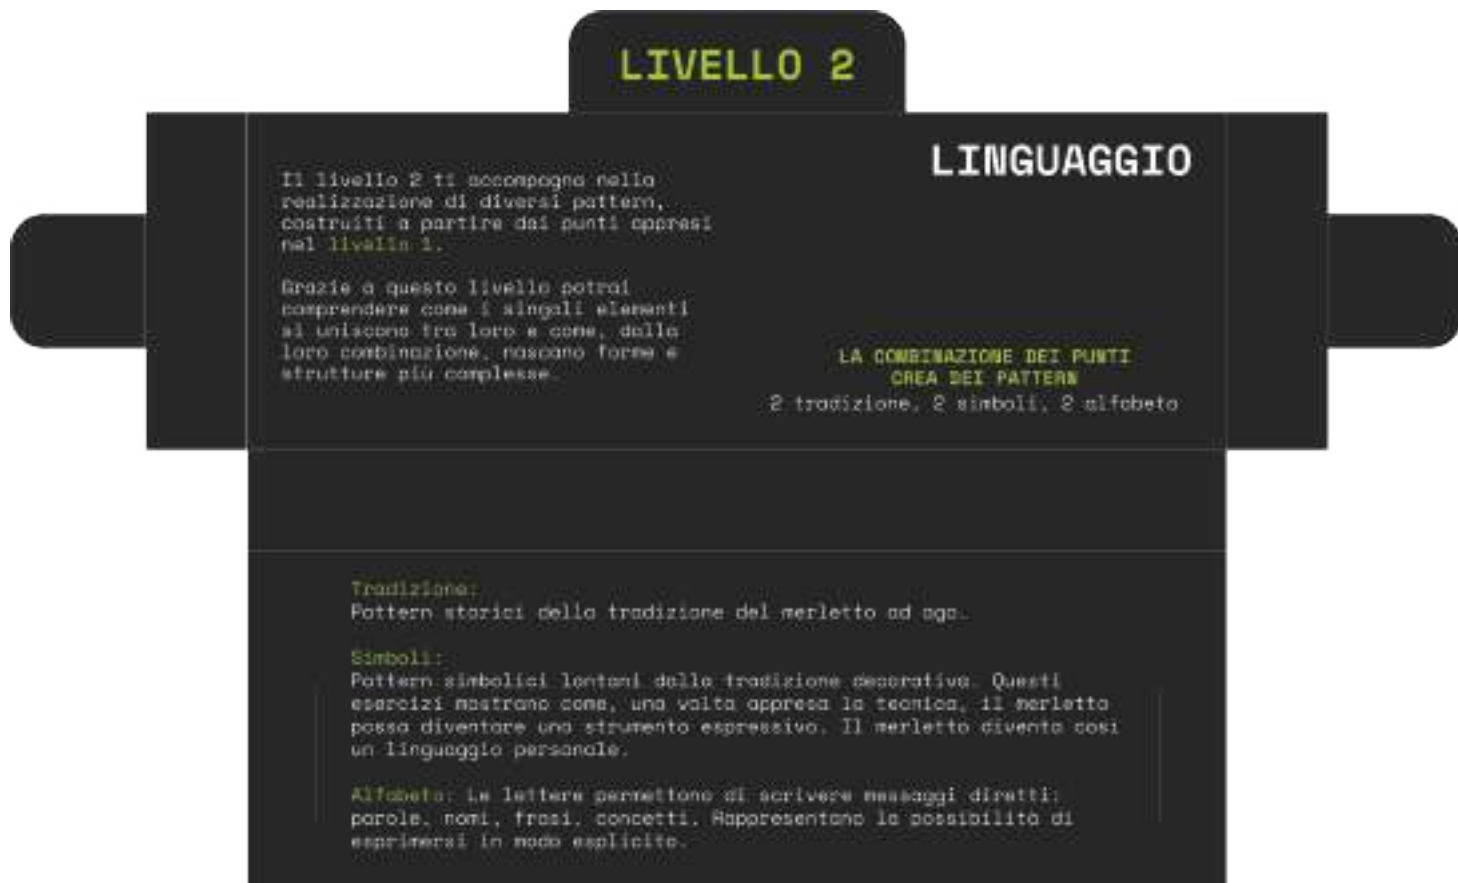 LIVELLO 2
LINGUAGGIO
Il livello 2 ti accompagna nella
realizzazione di diversi pattern,
costruiti a partire dai punti appresi
nel livello 1.
Grazie a questo livello potrai
comprendere come i singoli elementi
si uniscono tra loro e come, dalla
loro combinazione, nascano forme e
strutture più complesse.
LA COMBINAZIONE DEI PUNTI
CREA DEI PATTERN
2 tradizione, 2 simboli, 2 alfabeto
Tradizione:
Pattern storici della tradizione del merletto ad ago.
Simboli:
Pattern simbolici lontani dalla tradizione decorativa. Questi
esercizi mostrano come, una volta appresa la tecnica, il merletto
possa diventare uno strumento espressivo. Il merletto diventa così
un linguaggio personale.
Alfabeto: Le lettere permettono di scrivere messaggi diretti:
parole, nomi, frasi, concetti. Rappresentano la possibilità di
esprimersi in modo esplicito.